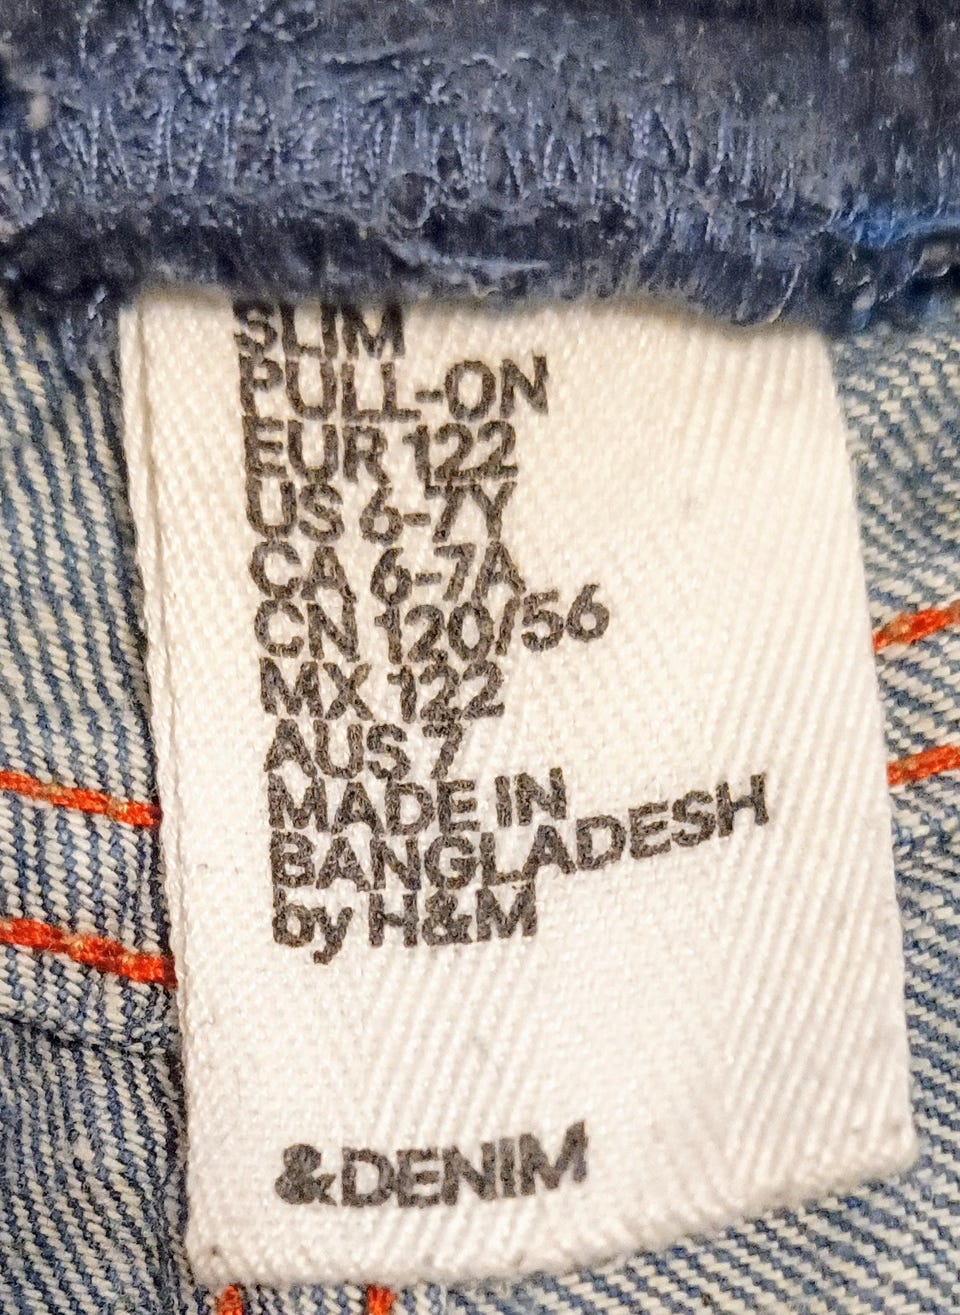 SLIM
PULL-ON
EUR 122
US 6-7Y
CA 6-7A
CN 120/56
MX 122
AUS 7
MADE IN
BANGLADESH
by H&M
&DENIM